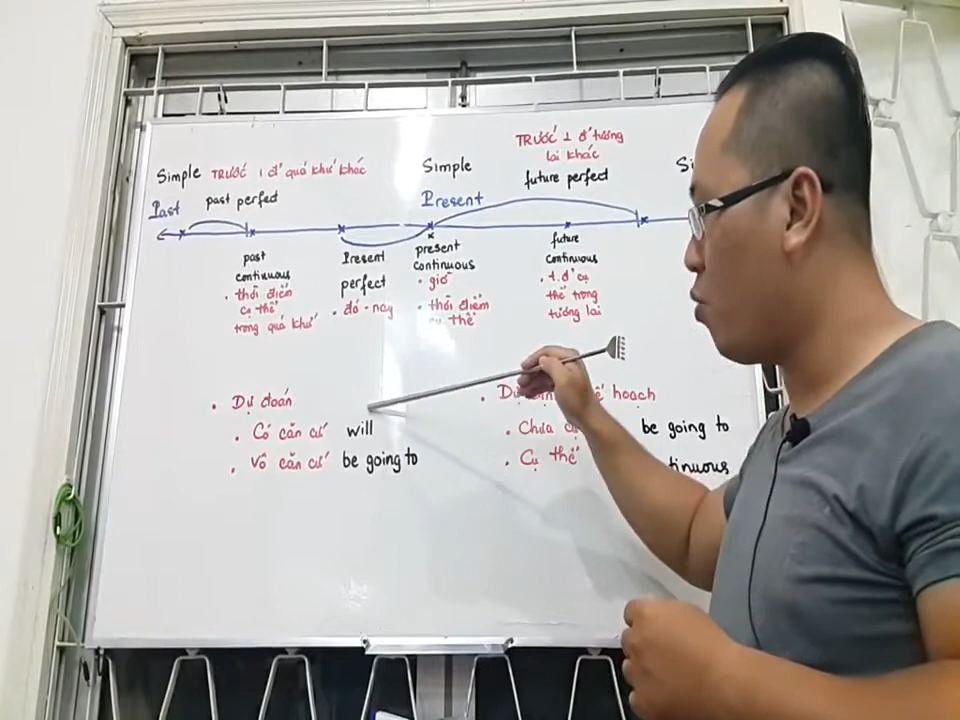 TRƯỚC 1 đ' tương
lai khác
Simple TRƯỚC 1 đ' quá khứ khác
Simple
past perfect
future perfect
Past
Present
past
continuous
• thời điểm
cụ thể
trong quá khứ
Present
perfect
• đó - nay
present
continuous
• giờ
• thời điểm
cụ thể
future
continuous
• t.đ' cụ
thể trong
tương lai
• Dự đoán
• Có căn cứ will
• Vô căn cứ be going to
hoạch
• Chưa be going to
• Cụ thể